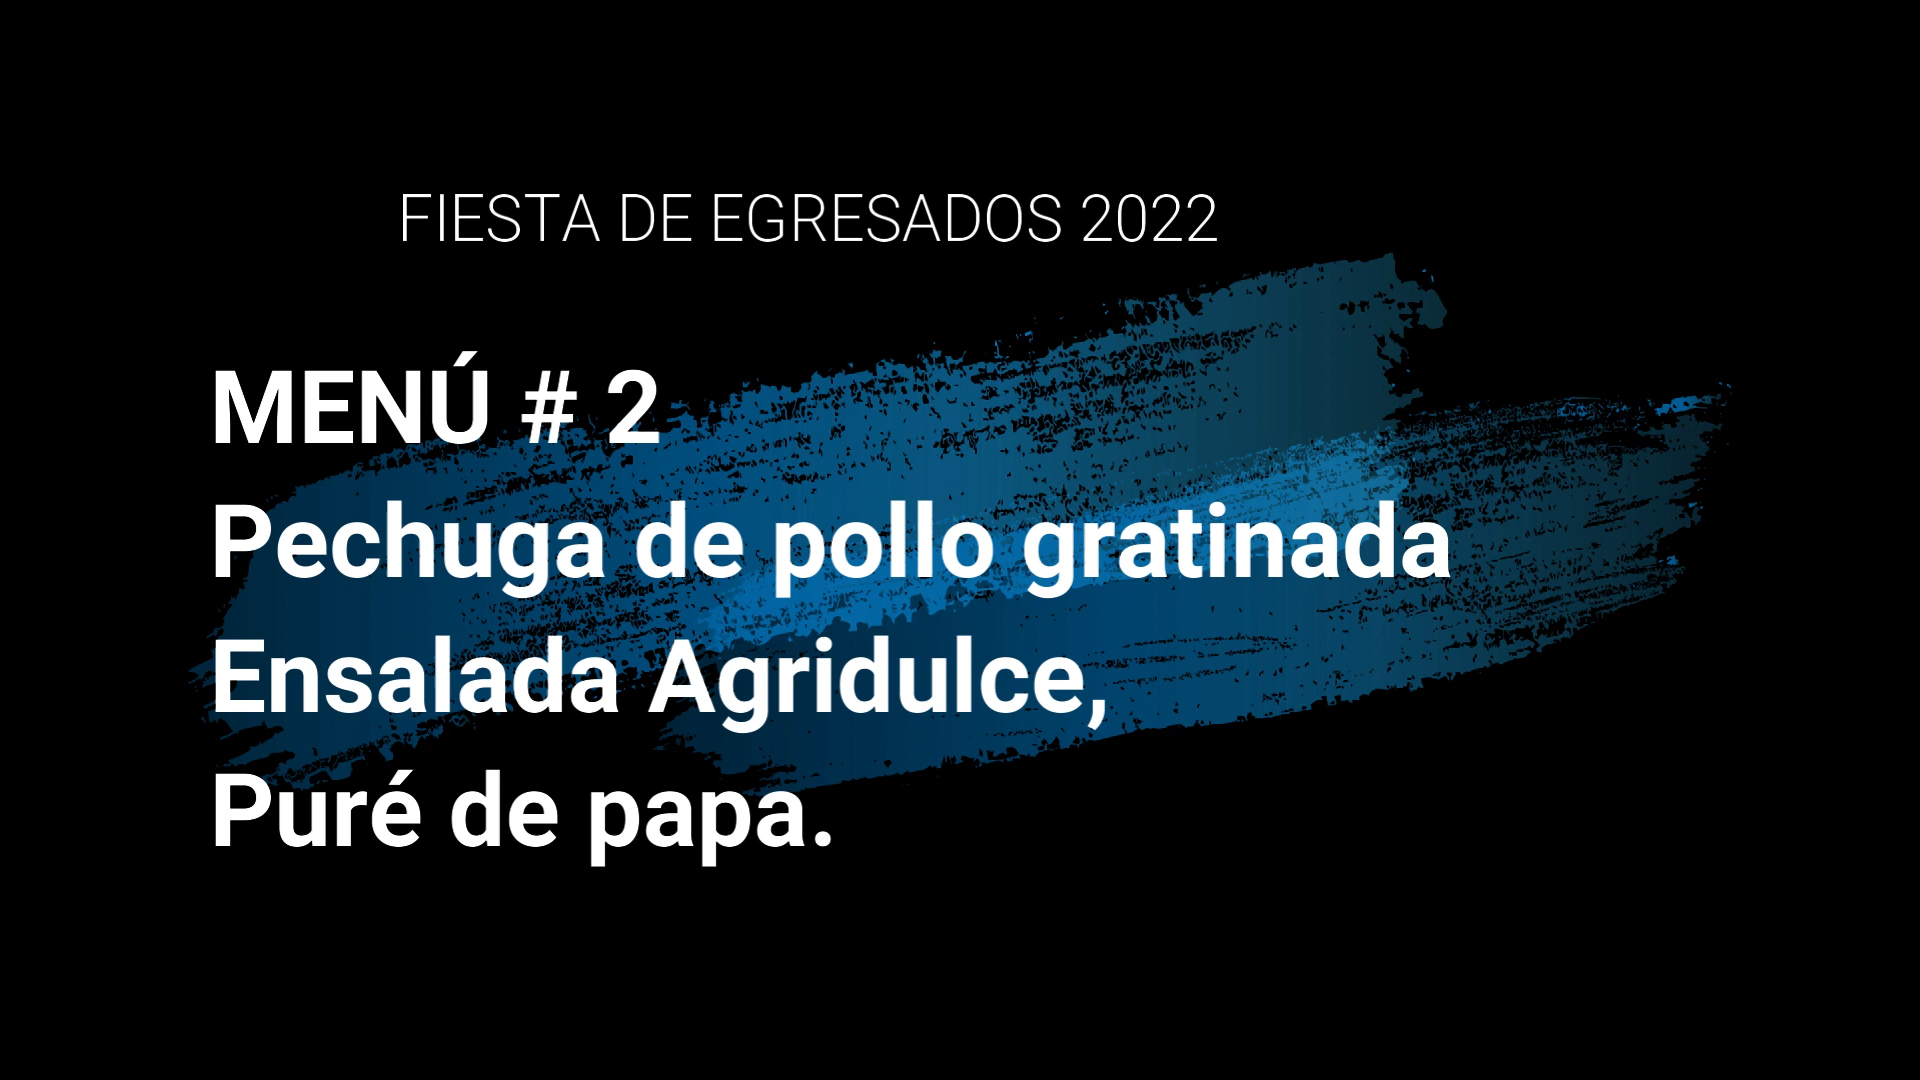 FIESTA DE EGRESADOS 2022
MENÚ # 2
Pechuga de pollo gratinada
Ensalada Agridulce,
Puré de papa.